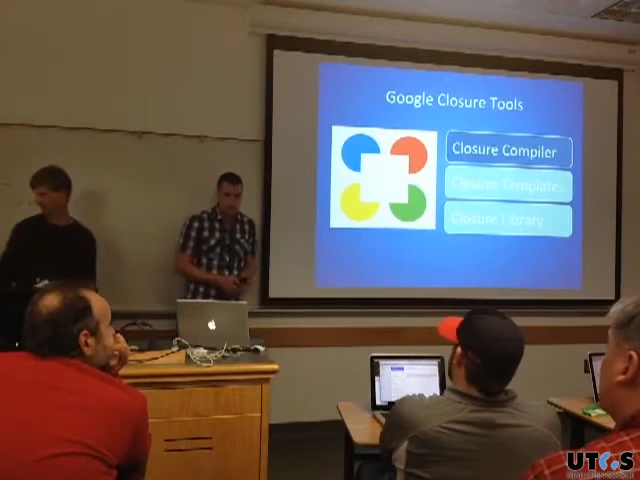 Google Closure Tools
Closure Compiler
Closure Templates
Closure Library
UTOS